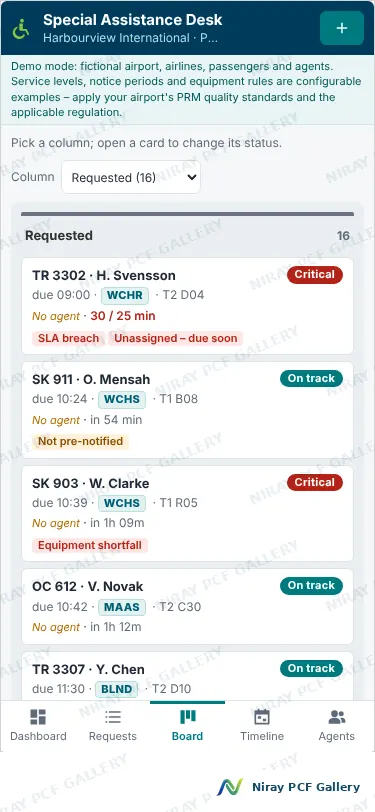 Special Assistance Desk
Harbourview International · P...
+
Demo mode: fictional airport, airlines, passengers and agents.
Service levels, notice periods and equipment rules are configurable
examples – apply your airport's PRM quality standards and the
applicable regulation.
Pick a column; open a card to change its status.
Column
Requested (16)
Requested
16
TR 3302 · H. Svensson
Critical
due 09:00 · WCHR · T2 D04
No agent · 30 / 25 min
SLA breach Unassigned – due soon
SK 911 · O. Mensah
On track
due 10:24 · WCHS · T1 B08
No agent · in 54 min
Not pre-notified
SK 903 · W. Clarke
Critical
due 10:39 · WCHS · T1 R05
No agent · in 1h 09m
Equipment shortfall
OC 612 · V. Novak
On track
due 10:42 · MAAS · T2 C30
No agent · in 1h 12m
TR 3307 · Y. Chen
On track
due 11:30 · BLND · T2 D10
Dashboard
Requests
Board
Timeline
Agents
Niray PCF Gallery
NIRAY PCF GALLERY